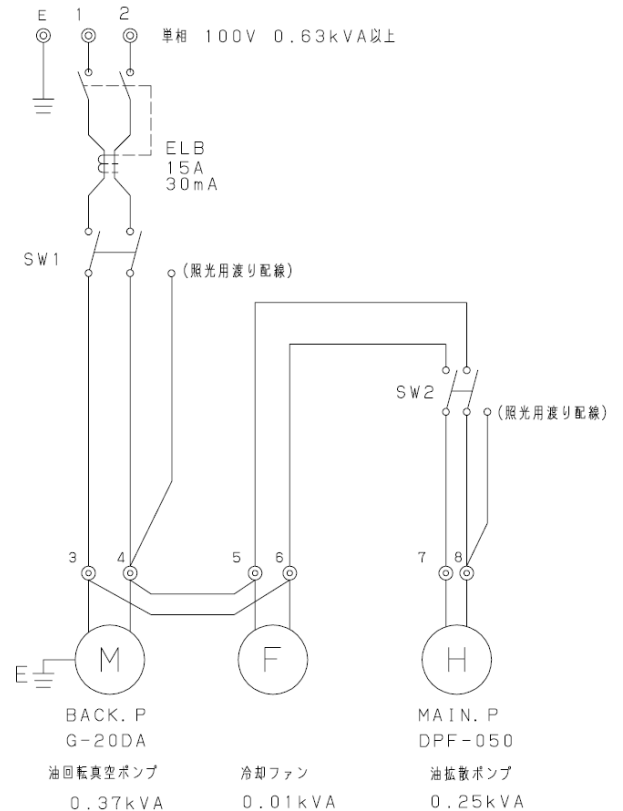 E 1 2 単相 100V 0.63kVA以上
ELB
15A
30mA
SW1
(照光用渡り配線)
SW2
(照光用渡り配線)
3 4 5 6 7 8
M F H
E
BACK.P MAIN.P
G-20DA DPF-050
油回転真空ポンプ 冷却ファン 油拡散ポンプ
0.37kVA 0.01kVA 0.25kVA